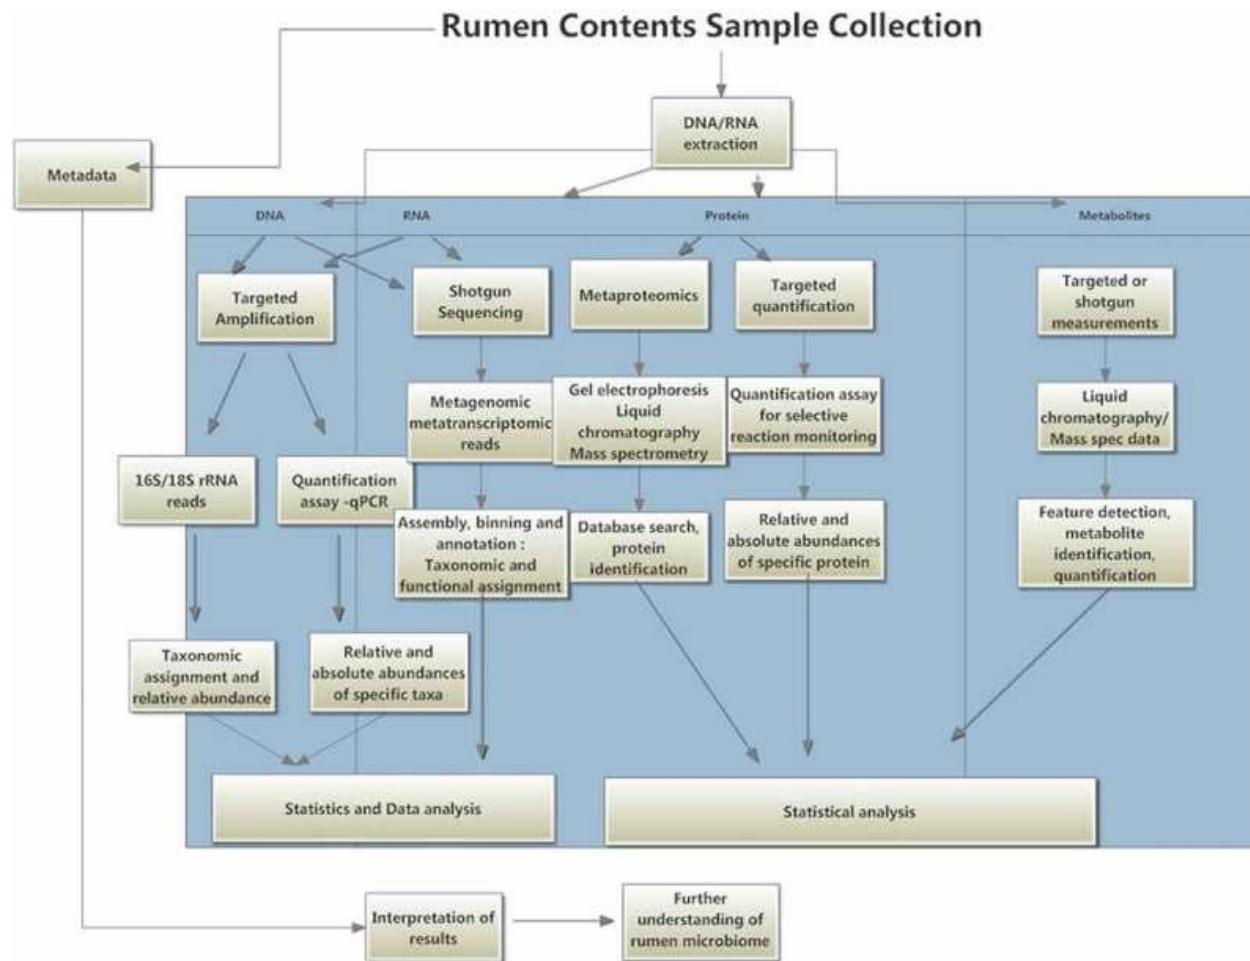 Rumen Contents Sample Collection
DNA/RNA
extraction
Metadata
DNA
RNA
Protein
Metabolites
Targeted
Amplification
Shotgun
Sequencing
Metaproteomics
Targeted
quantification
Targeted or
shotgun
measurements
Metagenomic
metatranscriptomic
reads
Gel electrophoresis
Liquid
chromatography
Mass spectrometry
Quantification assay
for selective
reaction monitoring
Liquid
chromatography/
Mass spec data
16S/18S rRNA
reads
Quantification
assay -qPCR
Assembly, binning and
annotation :
Taxonomic and
functional assignment
Database search,
protein
identification
Relative and
absolute abundances
of specific protein
Feature detection,
metabolite
identification,
quantification
Taxonomic
assignment and
relative abundance
Relative and
absolute abundances
of specific taxa
Statistics and Data analysis
Statistical analysis
Interpretation of
results
Further
understanding of
rumen microbiome